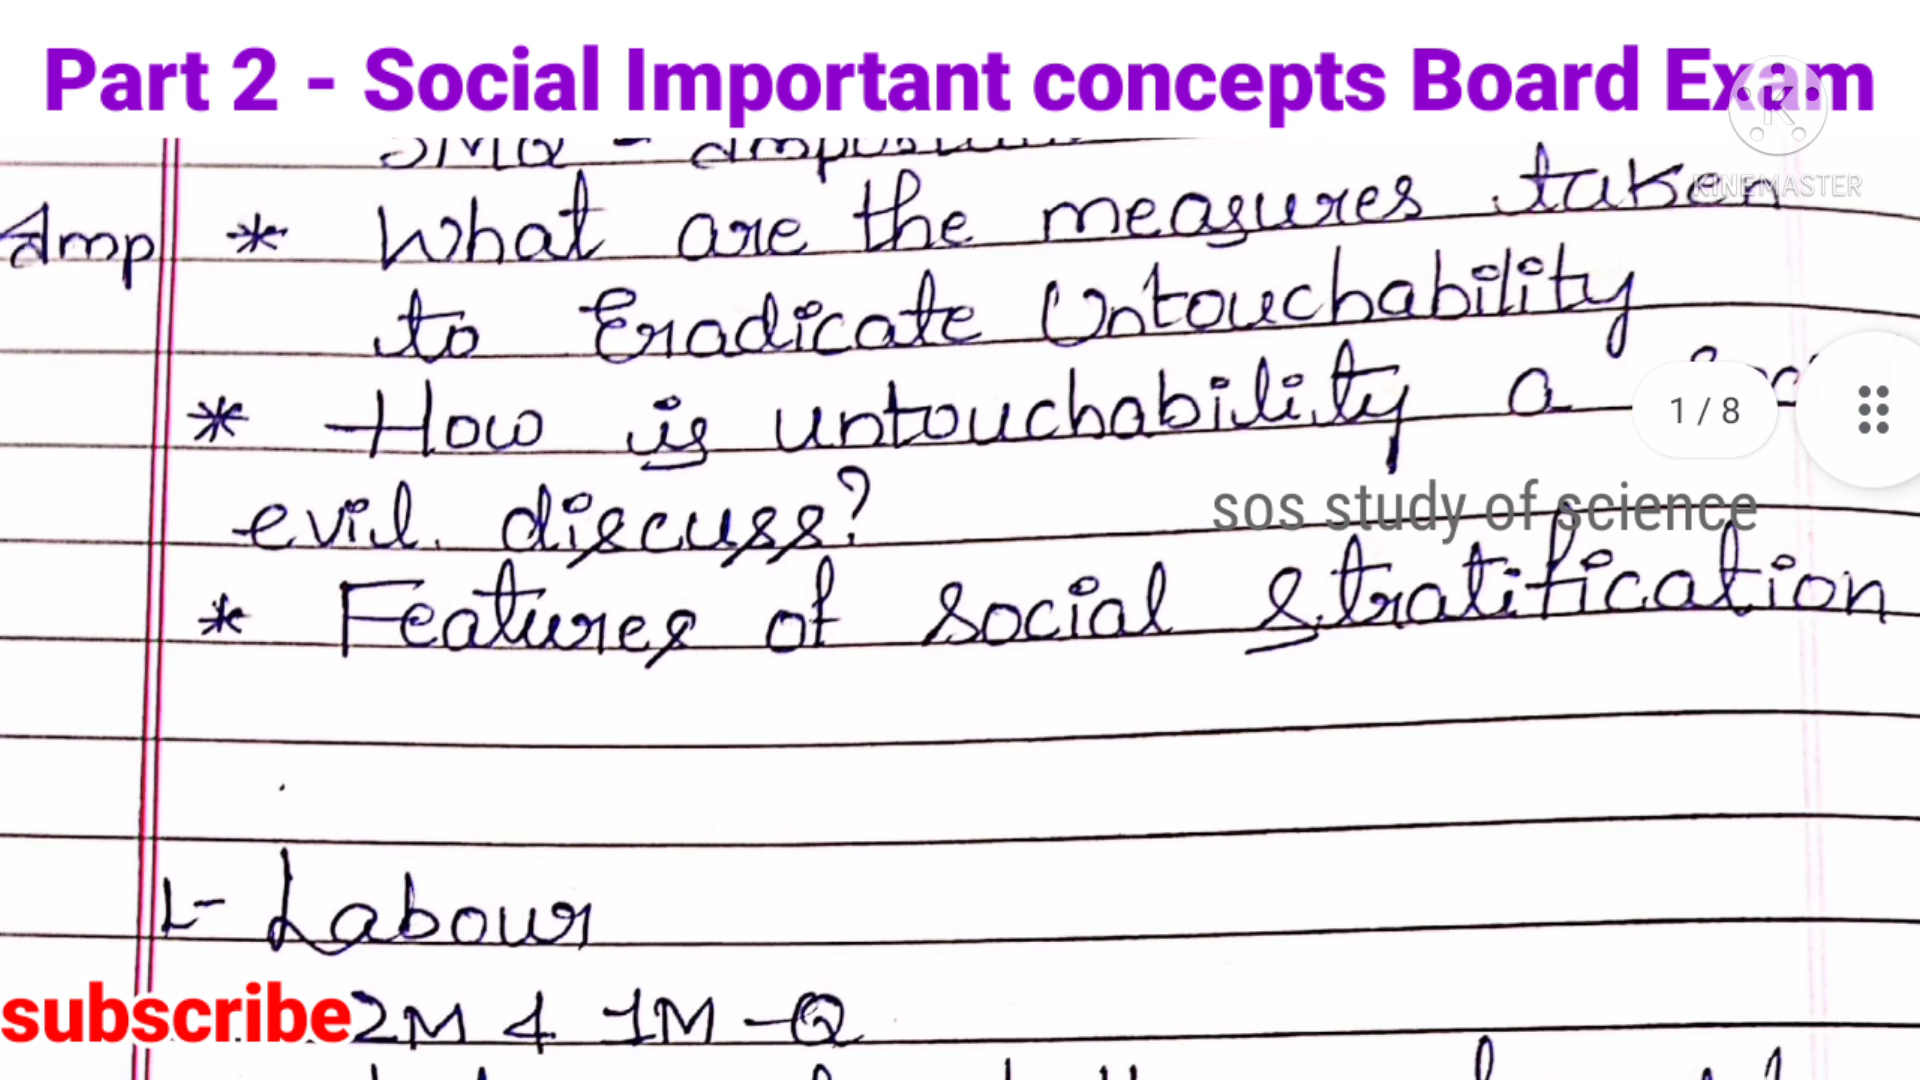 Part 2 - Social Important concepts Board Exam
KINEMASTER
Imp * What are the measures taken
to Eradicate Untouchability
* How is untouchability a
1 / 8
evil. discuss?
sos study of science
* Features of social stratification
L- Labour
subscribe
2M & 1M -Q